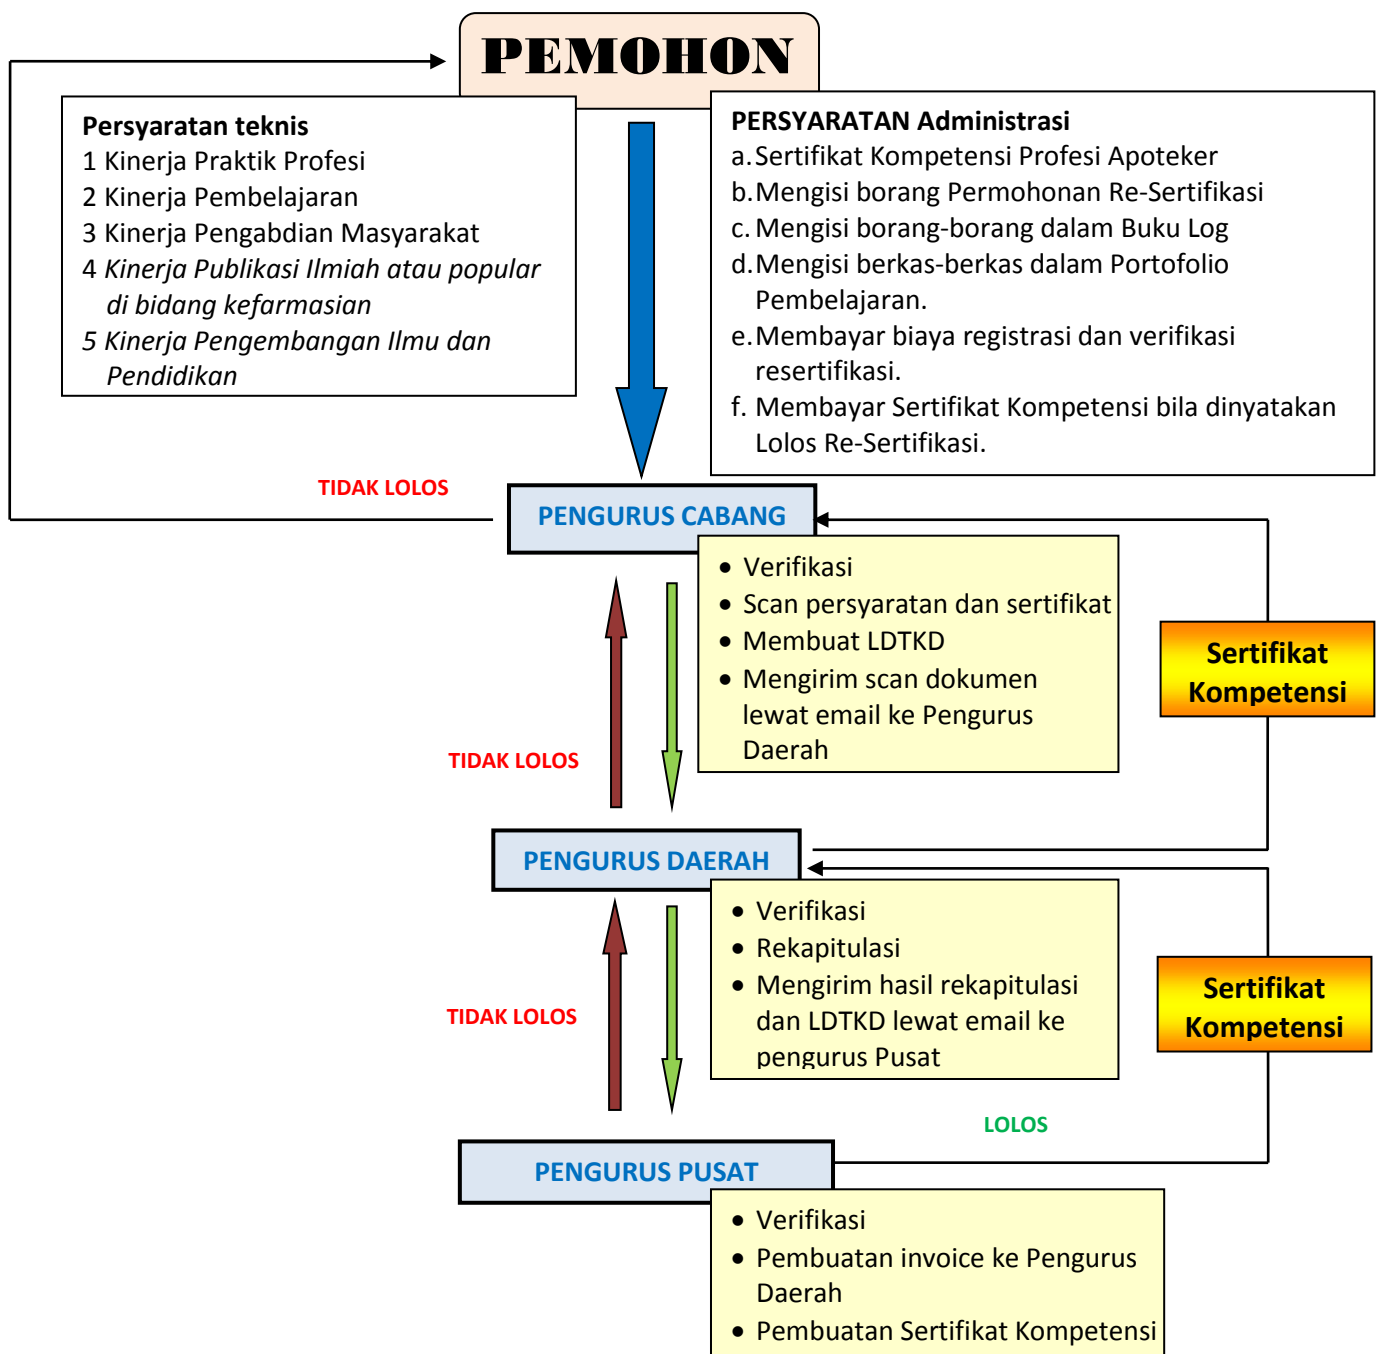 PEMOHON
Persyaratan teknis
1 Kinerja Praktik Profesi
2 Kinerja Pembelajaran
3 Kinerja Pengabdian Masyarakat
4 Kinerja Publikasi Ilmiah atau popular
di bidang kefarmasian
5 Kinerja Pengembangan Ilmu dan
Pendidikan
PERSYARATAN Administrasi
a. Sertifikat Kompetensi Profesi Apoteker
b. Mengisi borang Permohonan Re-Sertifikasi
c. Mengisi borang-borang dalam Buku Log
d. Mengisi berkas-berkas dalam Portofolio
Pembelajaran.
e. Membayar biaya registrasi dan verifikasi
resertifikasi.
f. Membayar Sertifikat Kompetensi bila dinyatakan
Lolos Re-Sertifikasi.
TIDAK LOLOS
PENGURUS CABANG
• Verifikasi
• Scan persyaratan dan sertifikat
• Membuat LDTKD
• Mengirim scan dokumen
lewat email ke Pengurus
Daerah
Sertifikat
Kompetensi
TIDAK LOLOS
PENGURUS DAERAH
• Verifikasi
• Rekapitulasi
• Mengirim hasil rekapitulasi
dan LDTKD lewat email ke
pengurus Pusat
Sertifikat
Kompetensi
TIDAK LOLOS
LOLOS
PENGURUS PUSAT
• Verifikasi
• Pembuatan invoice ke Pengurus
Daerah
• Pembuatan Sertifikat Kompetensi